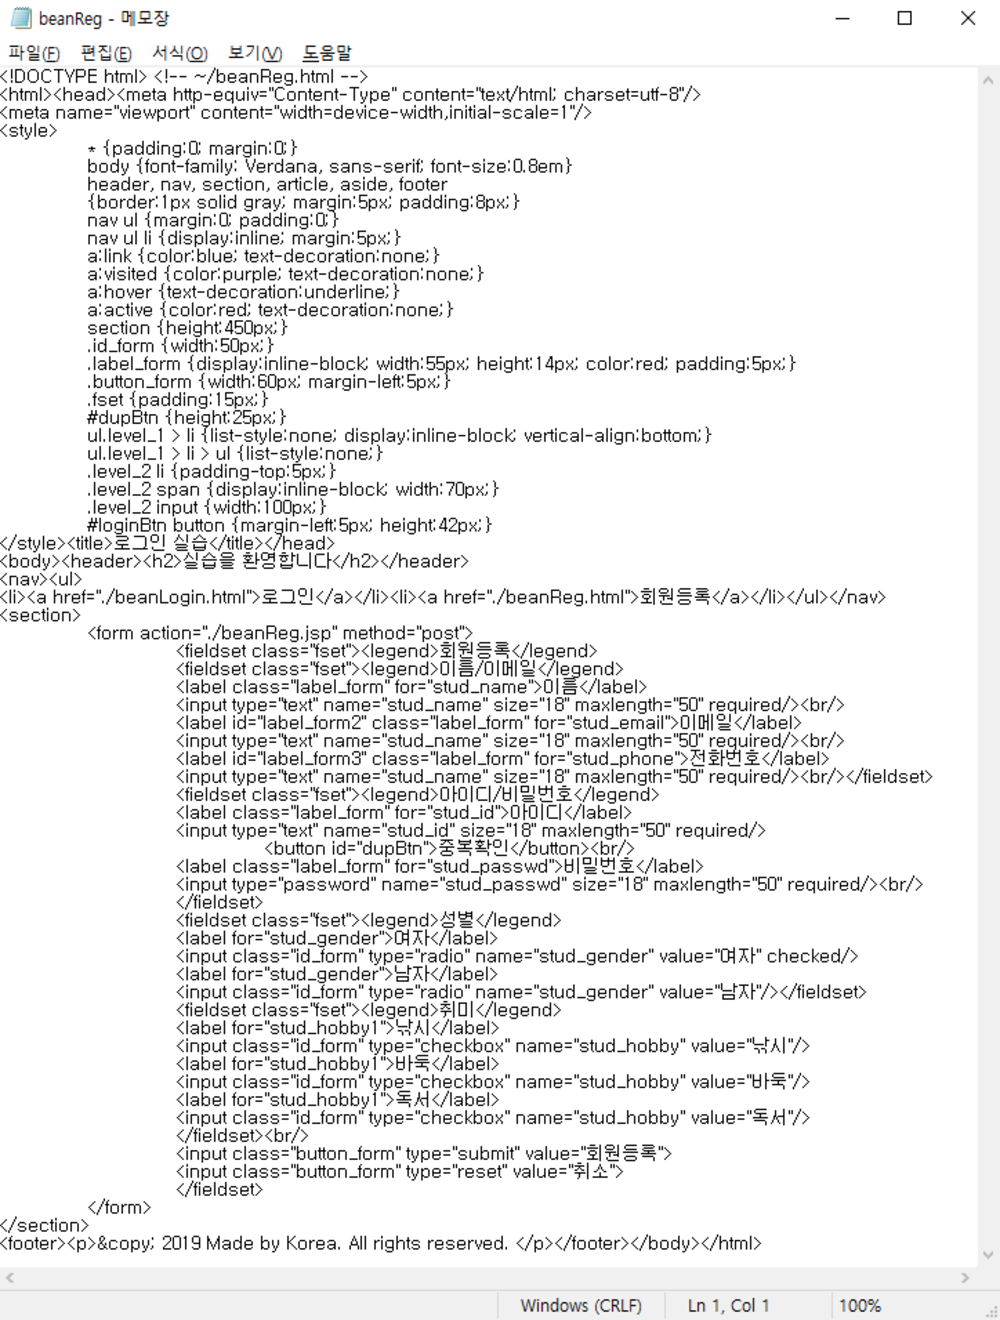 beanReg - 메모장
파일(F) 편집(E) 서식(O) 보기(V) 도움말
<!DOCTYPE html> <!-- ~/beanReg.html -->
<html><head><meta http-equiv="Content-Type" content="text/html; charset=utf-8"/>
<meta name="viewport" content="width=device-width,initial-scale=1"/>
<style>
* {padding:0; margin:0;}
body {font-family: Verdana, sans-serif; font-size:0.8em}
header, nav, section, article, aside, footer
{border:1px solid gray; margin:5px; padding:8px;}
nav ul {margin:0; padding:0;}
nav ul li {display:inline; margin:5px;}
a:link {color:blue; text-decoration:none;}
a:visited {color:purple; text-decoration:none;}
a:hover {text-decoration:underline;}
a:active {color:red; text-decoration:none;}
section {height:450px;}
.id_form {width:50px;}
.label_form {display:inline-block; width:55px; height:14px; color:red; padding:5px;}
.button_form {width:60px; margin-left:5px;}
.fset {padding:15px;}
#dupBtn {height:25px;}
ul.level_1 > li {list-style:none; display:inline-block; vertical-align:bottom;}
ul.level_1 > li > ul {list-style:none;}
.level_2 li {padding-top:5px;}
.level_2 span {display:inline-block; width:70px;}
.level_2 input {width:100px;}
#loginBtn button {margin-left:5px; height:42px;}
</style><title>로그인 실습</title></head>
<body><header><h2>실습을 환영합니다</h2></header>
<nav><ul>
<li><a href="./beanLogin.html">로그인</a></li><li><a href="./beanReg.html">회원등록</a></li></ul></nav>
<section>
<form action="./beanReg.jsp" method="post">
<fieldset class="fset"><legend>회원등록</legend>
<fieldset class="fset"><legend>이름/이메일</legend>
<label class="label_form" for="stud_name">이름</label>
<input type="text" name="stud_name" size="18" maxlength="50" required/><br/>
<label id="label_form2" class="label_form" for="stud_email">이메일</label>
<input type="text" name="stud_name" size="18" maxlength="50" required/><br/>
<label id="label_form3" class="label_form" for="stud_phone">전화번호</label>
<input type="text" name="stud_name" size="18" maxlength="50" required/><br/></fieldset>
<fieldset class="fset"><legend>아이디/비밀번호</legend>
<label class="label_form" for="stud_id">아이디</label>
<input type="text" name="stud_id" size="18" maxlength="50" required/>
<button id="dupBtn">중복확인</button><br/>
<label class="label_form" for="stud_passwd">비밀번호</label>
<input type="password" name="stud_passwd" size="18" maxlength="50" required/><br/>
</fieldset>
<fieldset class="fset"><legend>성별</legend>
<label for="stud_gender">여자</label>
<input class="id_form" type="radio" name="stud_gender" value="여자" checked/>
<label for="stud_gender">남자</label>
<input class="id_form" type="radio" name="stud_gender" value="남자"/></fieldset>
<fieldset class="fset"><legend>취미</legend>
<label for="stud_hobby1">낚시</label>
<input class="id_form" type="checkbox" name="stud_hobby" value="낚시"/>
<label for="stud_hobby1">바둑</label>
<input class="id_form" type="checkbox" name="stud_hobby" value="바둑"/>
<label for="stud_hobby1">독서</label>
<input class="id_form" type="checkbox" name="stud_hobby" value="독서"/>
</fieldset><br/>
<input class="button_form" type="submit" value="회원등록">
<input class="button_form" type="reset" value="취소">
</fieldset>
</form>
</section>
<footer><p>&copy; 2019 Made by Korea. All rights reserved. </p></footer></body></html>
Windows (CRLF) Ln 1, Col 1 100%